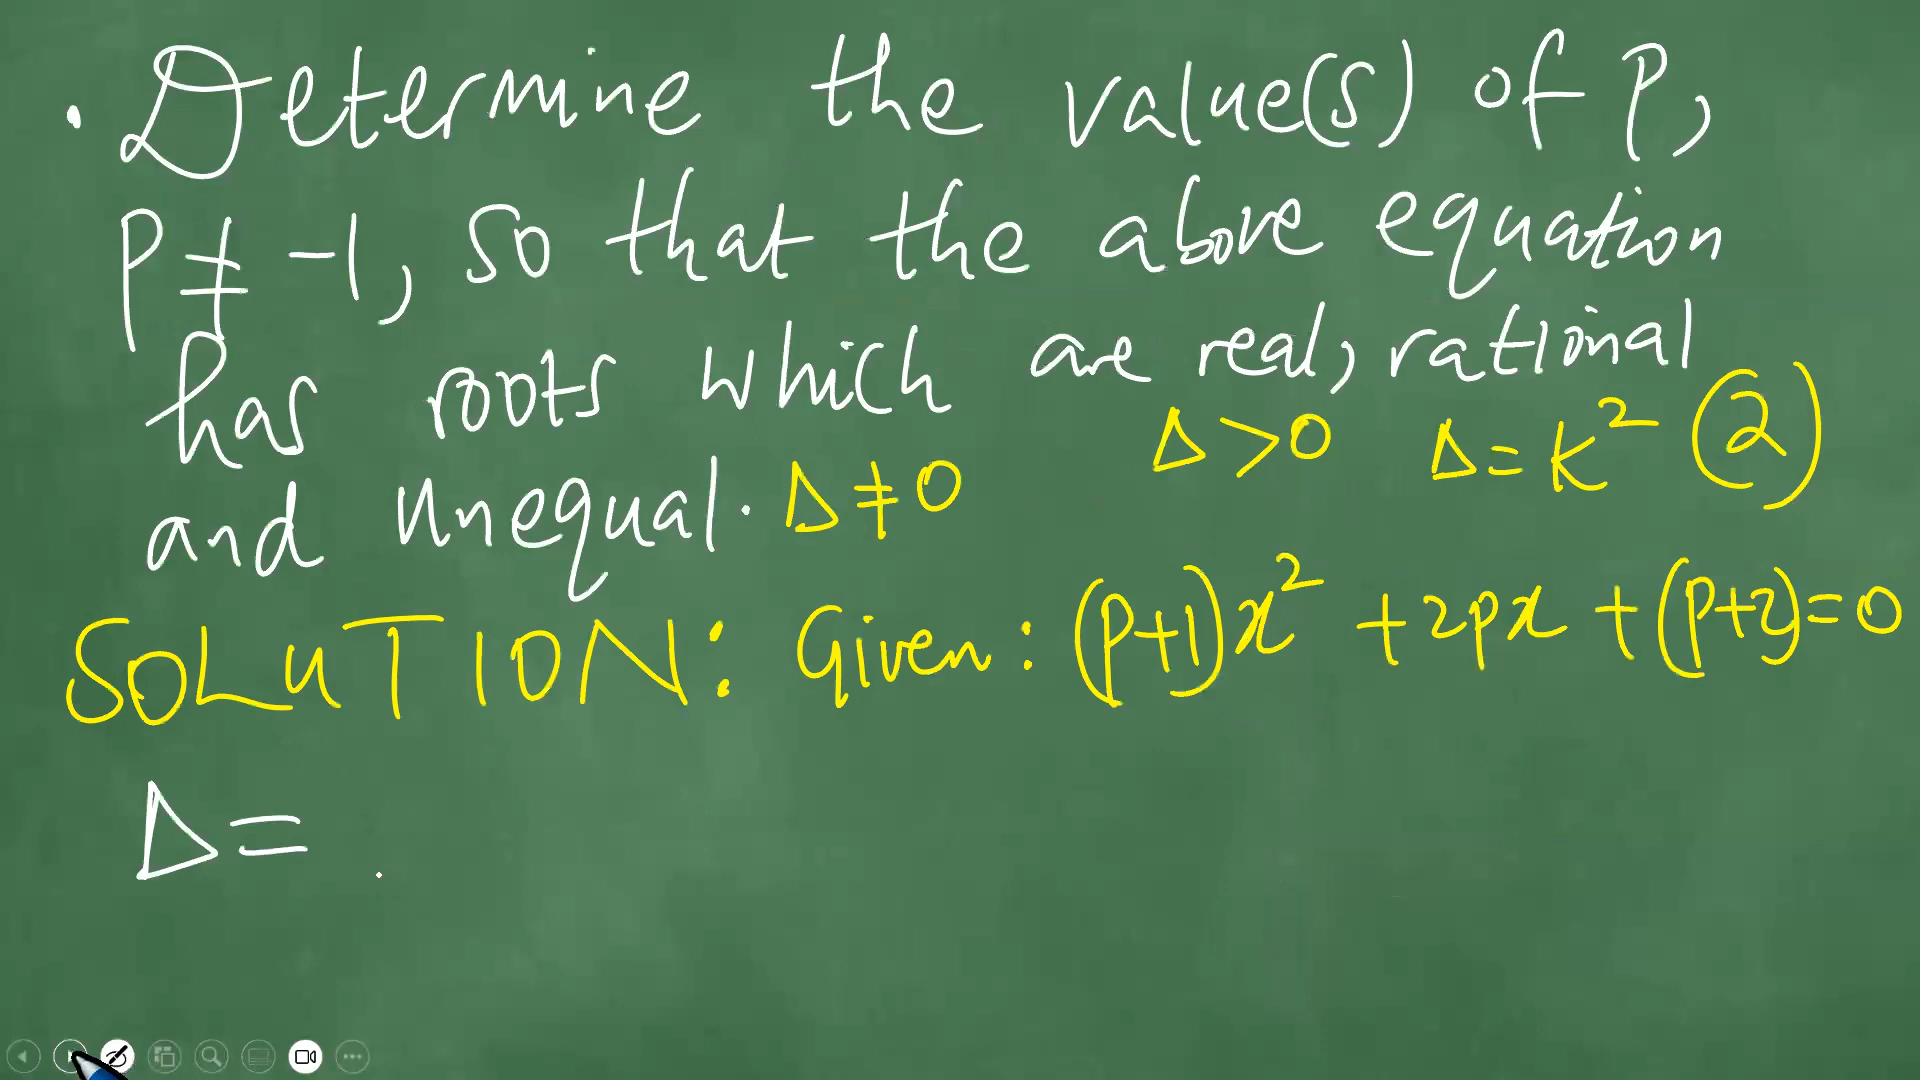 • Determine the value(s) of p,
p ≠ -1, so that the above equation
has roots which are real, rational
Δ > 0 Δ = k² (2)
and unequal. Δ ≠ 0
SOLUTION: Given: (p+1)x² + 2px + (p+2) = 0
Δ =